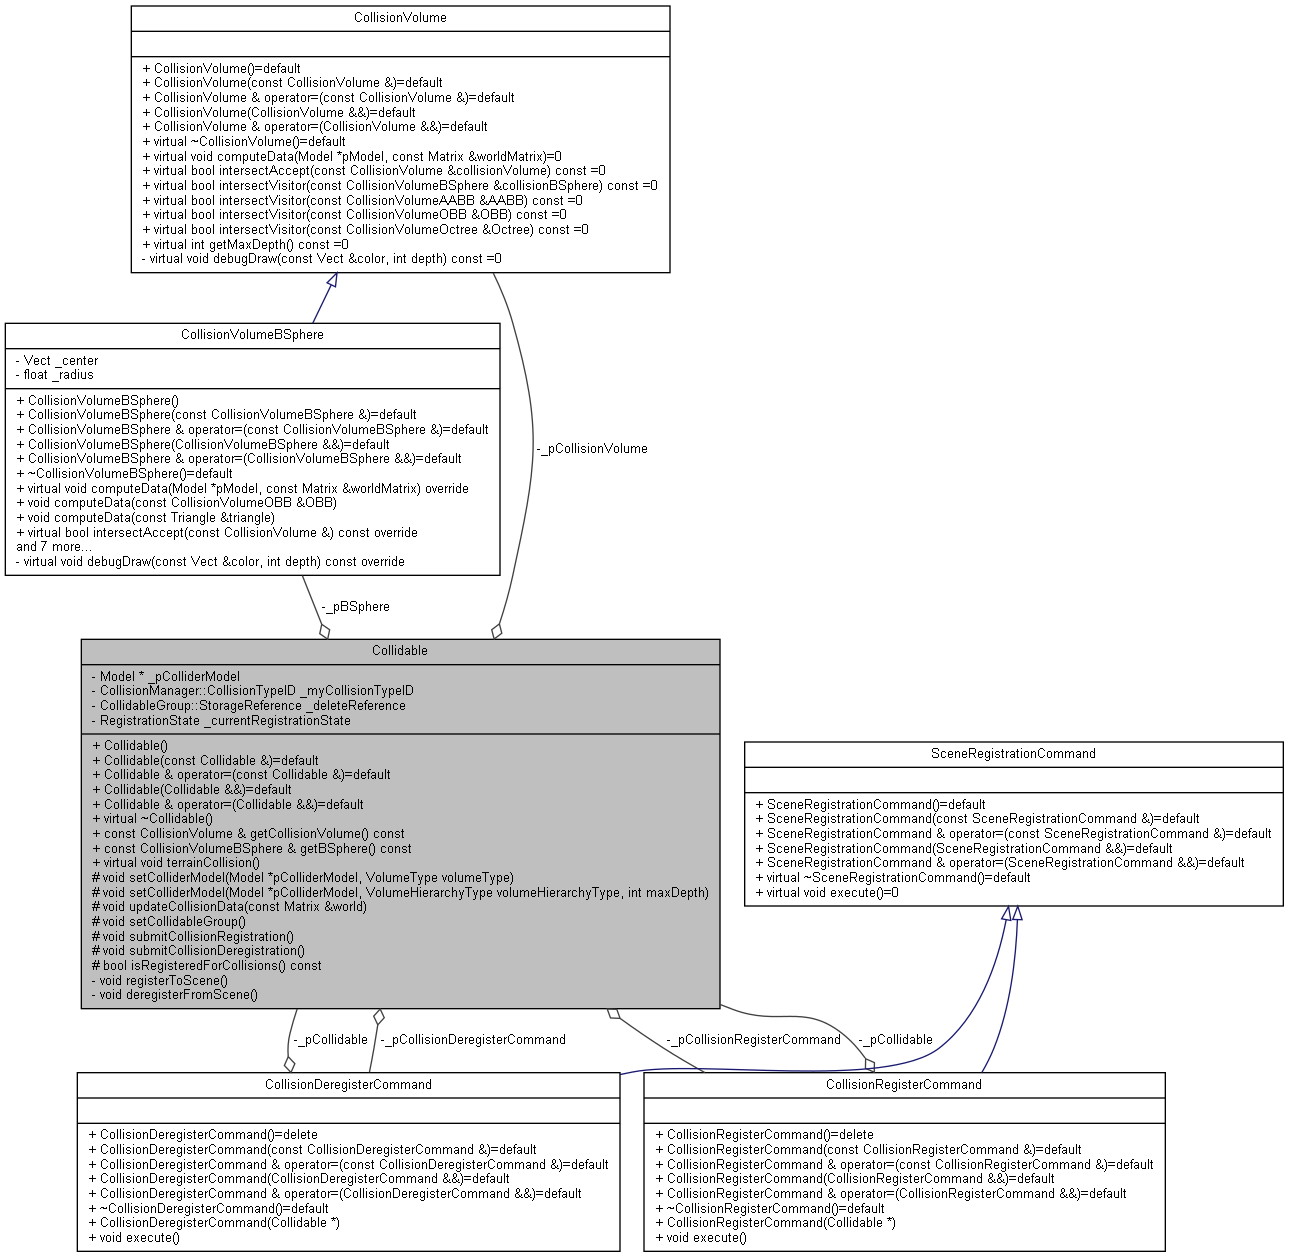 CollisionVolume
+ CollisionVolume()=default
+ CollisionVolume(const CollisionVolume &)=default
+ CollisionVolume & operator=(const CollisionVolume &)=default
+ CollisionVolume(CollisionVolume &&)=default
+ CollisionVolume & operator=(CollisionVolume &&)=default
+ virtual ~CollisionVolume()=default
+ virtual void computeData(Model *pModel, const Matrix &worldMatrix)=0
+ virtual bool intersectAccept(const CollisionVolume &collisionVolume) const =0
+ virtual bool intersectVisitor(const CollisionVolumeBSphere &collisionBSphere) const =0
+ virtual bool intersectVisitor(const CollisionVolumeAABB &AABB) const =0
+ virtual bool intersectVisitor(const CollisionVolumeOBB &OBB) const =0
+ virtual bool intersectVisitor(const CollisionVolumeOctree &Octree) const =0
+ virtual int getMaxDepth() const =0
- virtual void debugDraw(const Vect &color, int depth) const =0
CollisionVolumeBSphere
- Vect _center
- float _radius
+ CollisionVolumeBSphere()
+ CollisionVolumeBSphere(const CollisionVolumeBSphere &)=default
+ CollisionVolumeBSphere & operator=(const CollisionVolumeBSphere &)=default
+ CollisionVolumeBSphere(CollisionVolumeBSphere &&)=default
+ CollisionVolumeBSphere & operator=(CollisionVolumeBSphere &&)=default
+ ~CollisionVolumeBSphere()=default
+ virtual void computeData(Model *pModel, const Matrix &worldMatrix) override
+ void computeData(const CollisionVolumeOBB &OBB)
+ void computeData(const Triangle &triangle)
+ virtual bool intersectAccept(const CollisionVolume &) const override
and 7 more...
- virtual void debugDraw(const Vect &color, int depth) const override
-_pCollisionVolume
-_pBSphere
Collidable
- Model * _pColliderModel
- CollisionManager::CollisionTypeID _myCollisionTypeID
- CollidableGroup::StorageReference _deleteReference
- RegistrationState _currentRegistrationState
+ Collidable()
+ Collidable(const Collidable &)=default
+ Collidable & operator=(const Collidable &)=default
+ Collidable(Collidable &&)=default
+ Collidable & operator=(Collidable &&)=default
+ virtual ~Collidable()
+ const CollisionVolume & getCollisionVolume() const
+ const CollisionVolumeBSphere & getBSphere() const
+ virtual void terrainCollision()
# void setColliderModel(Model *pColliderModel, VolumeType volumeType)
# void setColliderModel(Model *pColliderModel, VolumeHierarchyType volumeHierarchyType, int maxDepth)
# void updateCollisionData(const Matrix &world)
# void setCollidableGroup()
# void submitCollisionRegistration()
# void submitCollisionDeregistration()
# bool isRegisteredForCollisions() const
- void registerToScene()
- void deregisterFromScene()
SceneRegistrationCommand
+ SceneRegistrationCommand()=default
+ SceneRegistrationCommand(const SceneRegistrationCommand &)=default
+ SceneRegistrationCommand & operator=(const SceneRegistrationCommand &)=default
+ SceneRegistrationCommand(SceneRegistrationCommand &&)=default
+ SceneRegistrationCommand & operator=(SceneRegistrationCommand &&)=default
+ virtual ~SceneRegistrationCommand()=default
+ virtual void execute()=0
-_pCollidable
-_pCollisionDeregisterCommand
-_pCollisionRegisterCommand
-_pCollidable
CollisionDeregisterCommand
+ CollisionDeregisterCommand()=delete
+ CollisionDeregisterCommand(const CollisionDeregisterCommand &)=default
+ CollisionDeregisterCommand & operator=(const CollisionDeregisterCommand &)=default
+ CollisionDeregisterCommand(CollisionDeregisterCommand &&)=default
+ CollisionDeregisterCommand & operator=(CollisionDeregisterCommand &&)=default
+ ~CollisionDeregisterCommand()=default
+ CollisionDeregisterCommand(Collidable *)
+ void execute()
CollisionRegisterCommand
+ CollisionRegisterCommand()=delete
+ CollisionRegisterCommand(const CollisionRegisterCommand &)=default
+ CollisionRegisterCommand & operator=(const CollisionRegisterCommand &)=default
+ CollisionRegisterCommand(CollisionRegisterCommand &&)=default
+ CollisionRegisterCommand & operator=(CollisionRegisterCommand &&)=default
+ ~CollisionRegisterCommand()=default
+ CollisionRegisterCommand(Collidable *)
+ void execute()